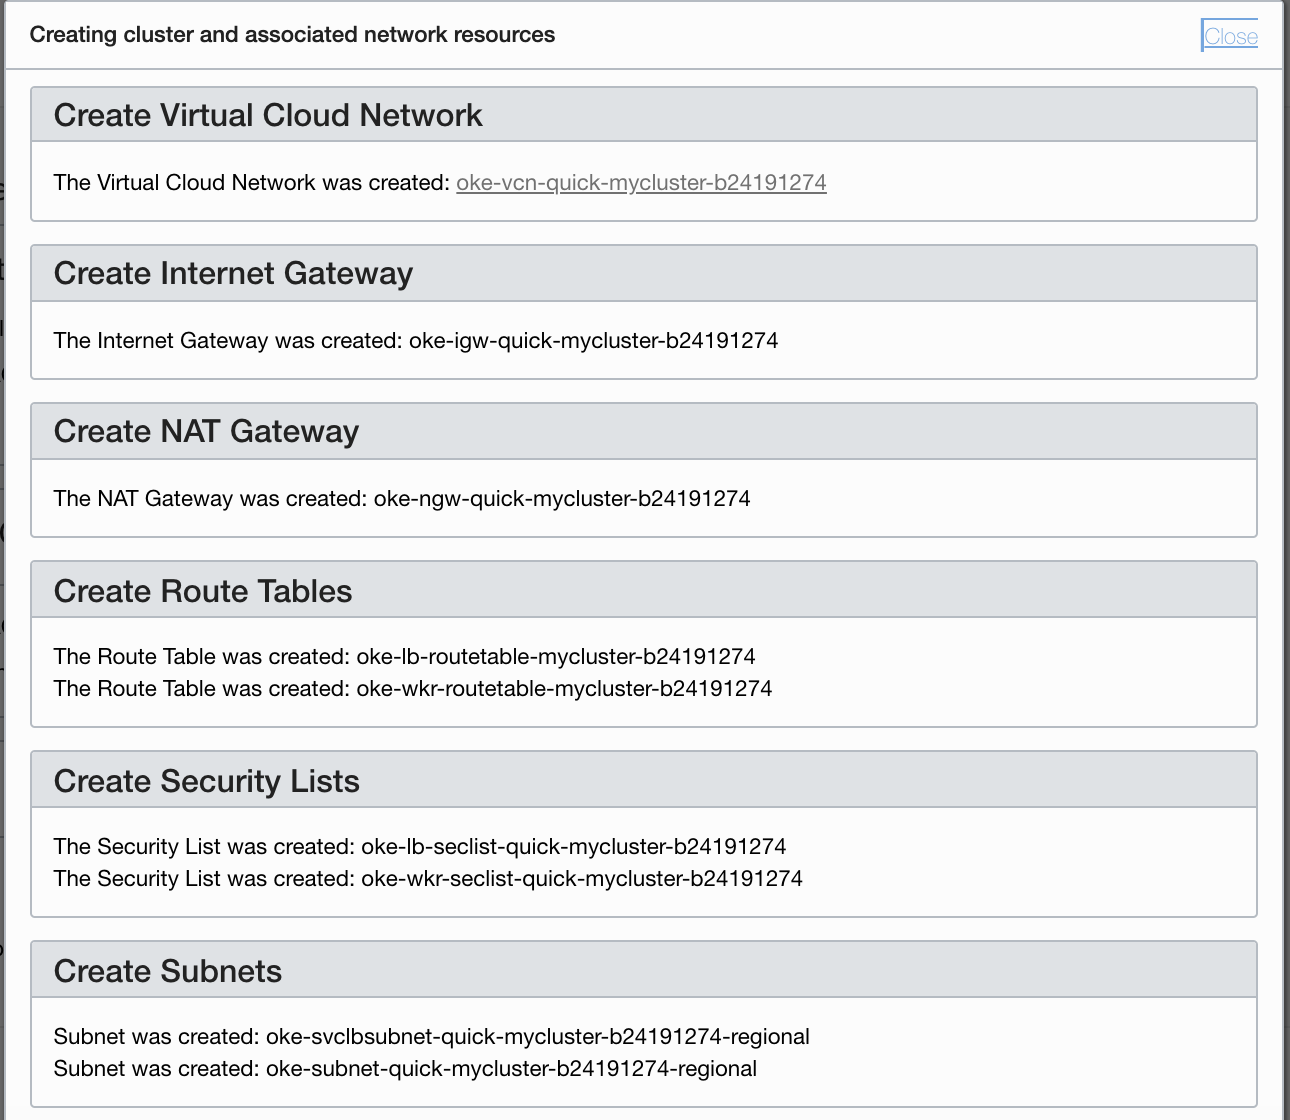 Creating cluster and associated network resources
Close
Create Virtual Cloud Network
The Virtual Cloud Network was created: oke-vcn-quick-mycluster-b24191274
Create Internet Gateway
The Internet Gateway was created: oke-igw-quick-mycluster-b24191274
Create NAT Gateway
The NAT Gateway was created: oke-ngw-quick-mycluster-b24191274
Create Route Tables
The Route Table was created: oke-lb-routetable-mycluster-b24191274
The Route Table was created: oke-wkr-routetable-mycluster-b24191274
Create Security Lists
The Security List was created: oke-lb-seclist-quick-mycluster-b24191274
The Security List was created: oke-wkr-seclist-quick-mycluster-b24191274
Create Subnets
Subnet was created: oke-svclbsubnet-quick-mycluster-b24191274-regional
Subnet was created: oke-subnet-quick-mycluster-b24191274-regional